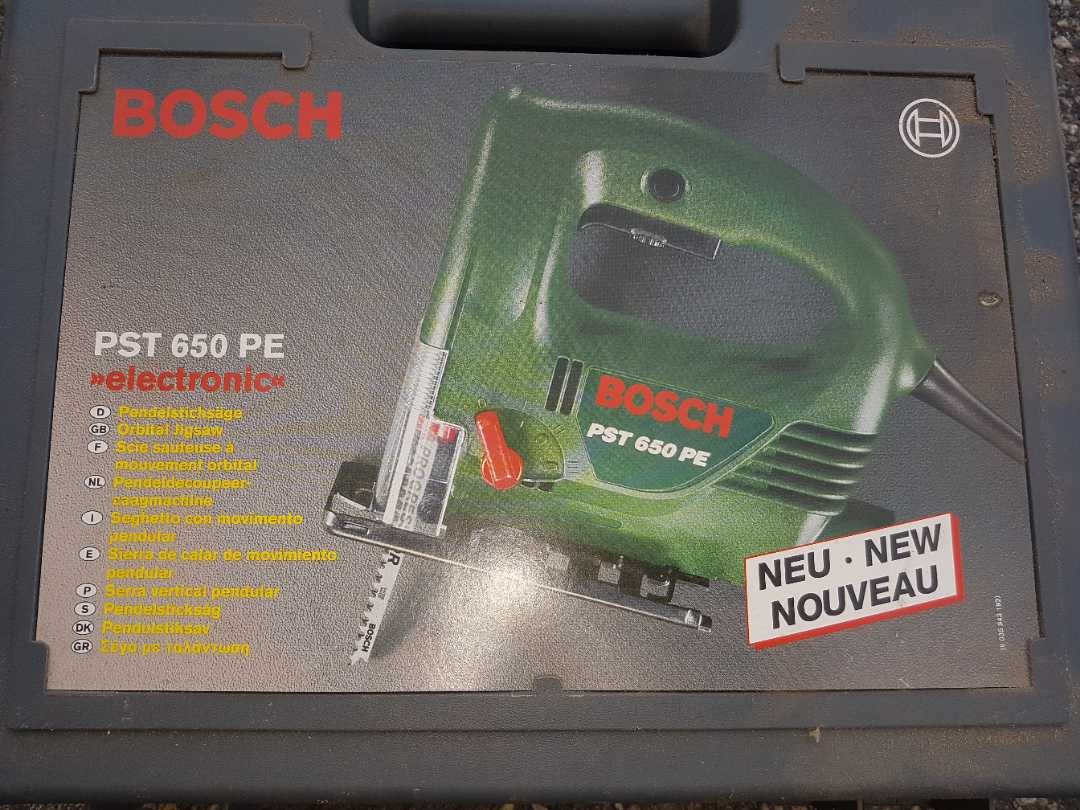 BOSCH
PST 650 PE
»electronic«
D Pendelstichsäge
GB Orbital jigsaw
F Scie sauteuse à
mouvement orbital
NL Pendeldecoupeer-
zaagmachine
I Seghetto con movimento
pendular
E Sierra de calar de movimiento
pendular
P Serra vertical pendular
S Pendelsticksåg
DK Pendulstiksav
GR Σέγα με ταλάντωση
BOSCH
PST 650 PE
R
BOSCH
NEU · NEW
NOUVEAU